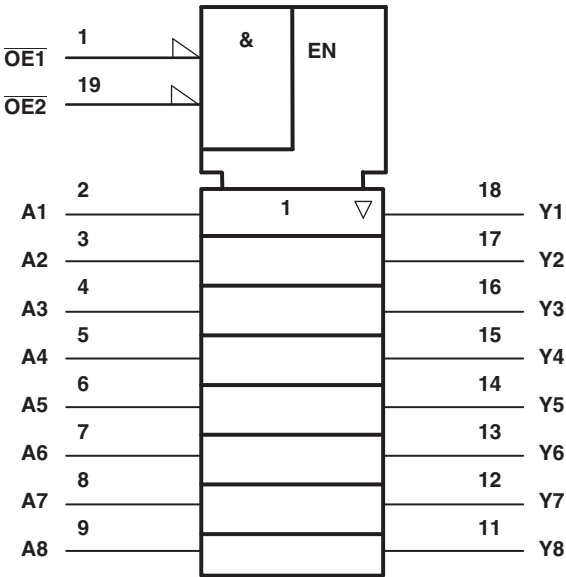 & EN
1
OE1
19
OE2
2 1 18
A1 Y1
3 17
A2 Y2
4 16
A3 Y3
5 15
A4 Y4
6 14
A5 Y5
7 13
A6 Y6
8 12
A7 Y7
9 11
A8 Y8